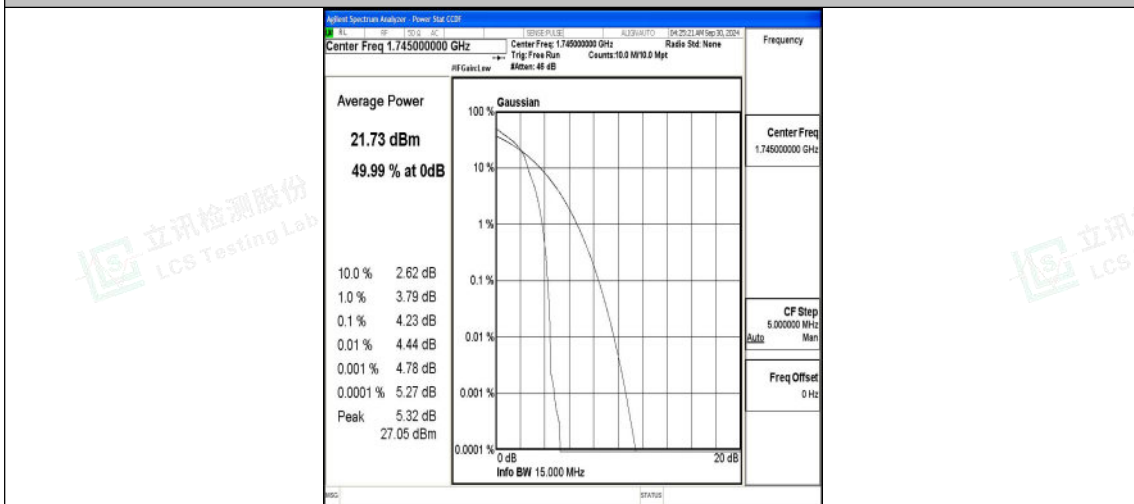 Agilent Spectrum Analyzer - Power Stat CCDF
RL RF 50 Ω AC SENSE:PULSE ALIGNAUTO 04:25:21 AM Sep 30, 2024
Center Freq 1.745000000 GHz
Center Freq: 1.745000000 GHz
Radio Std: None
Trig: Free Run
Counts:10.0 M/10.0 Mpt
#IFGain:Low
#Atten: 46 dB
Frequency
Average Power
21.73 dBm
49.99 % at 0dB
10.0 % 2.62 dB
1.0 % 3.79 dB
0.1 % 4.23 dB
0.01 % 4.44 dB
0.001 % 4.78 dB
0.0001 % 5.27 dB
Peak 5.32 dB
27.05 dBm
Gaussian
100 %
10 %
1 %
0.1 %
0.01 %
0.001 %
0.0001 %
0 dB
20 dB
Info BW 15.000 MHz
Center Freq
1.745000000 GHz
CF Step
5.000000 MHz
Auto Man
Freq Offset
0 Hz
MSG
STATUS
立讯检测股份
LCS Testing Lab
立讯
LCS